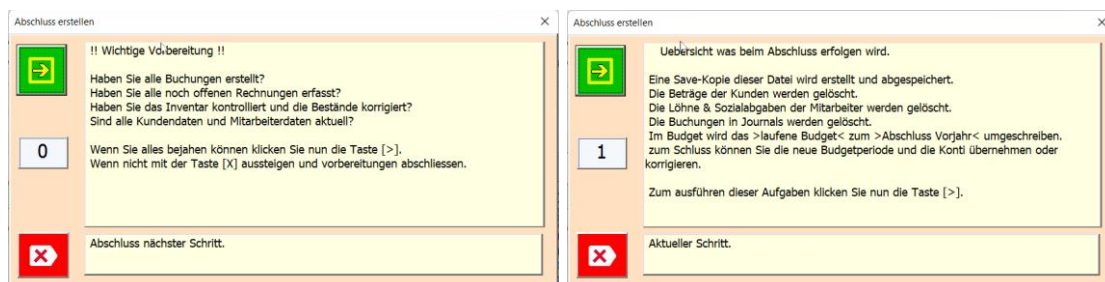 Abschluss erstellen
!! Wichtige Vorbereitung !!
Haben Sie alle Buchungen erstellt?
Haben Sie alle noch offenen Rechnungen erfasst?
Haben Sie das Inventar kontrolliert und die Bestände korrigiert?
Sind alle Kundendaten und Mitarbeiterdaten aktuell?
0
Wenn Sie alles bejahen können klicken Sie nun die Taste [>].
Wenn nicht mit der Taste [X] aussteigen und vorbereitungen abschliessen.
Abschluss nächster Schritt.
Abschluss erstellen
Uebersicht was beim Abschluss erfolgen wird.
Eine Save-Kopie dieser Datei wird erstellt und abgespeichert.
Die Beträge der Kunden werden gelöscht.
Die Löhne & Sozialabgaben der Mitarbeiter werden gelöscht.
Die Buchungen in Journals werden gelöscht.
Im Budget wird das >laufene Budget< zum >Abschluss Vorjahr< umgeschreiben.
1
zum Schluss können Sie die neue Budgetperiode und die Konti übernehmen oder
korrigieren.
Zum ausführen dieser Aufgaben klicken Sie nun die Taste [>].
Aktueller Schritt.